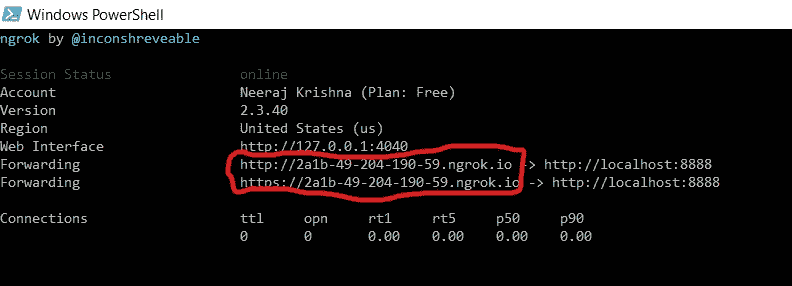 Windows PowerShell
ngrok by @inconshreveable
Session Status online
Account Neeraj Krishna (Plan: Free)
Version 2.3.40
Region United States (us)
Web Interface http://127.0.0.1:4040
Forwarding http://2a1b-49-204-190-59.ngrok.io -> http://localhost:8888
Forwarding https://2a1b-49-204-190-59.ngrok.io -> http://localhost:8888
Connections ttl opn rt1 rt5 p50 p90
0 0 0.00 0.00 0.00 0.00